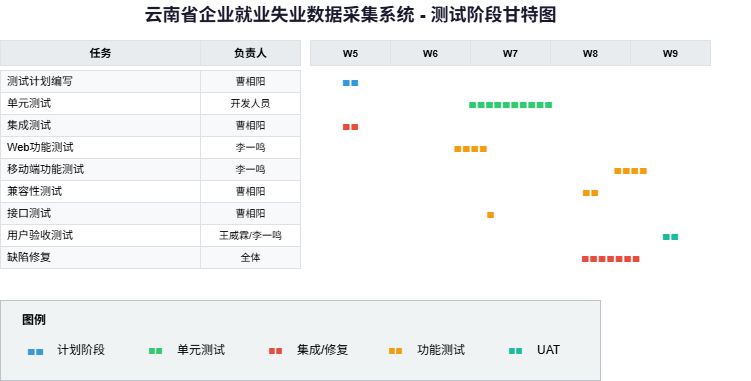 云南省企业就业失业数据采集系统 - 测试阶段甘特图
任务 负责人 W5 W6 W7 W8 W9
测试计划编写 曹相阳
单元测试 开发人员
集成测试 曹相阳
Web功能测试 李一鸣
移动端功能测试 李一鸣
兼容性测试 曹相阳
接口测试 曹相阳
用户验收测试 王威霖/李一鸣
缺陷修复 全体
图例
计划阶段 单元测试 集成/修复 功能测试 UAT